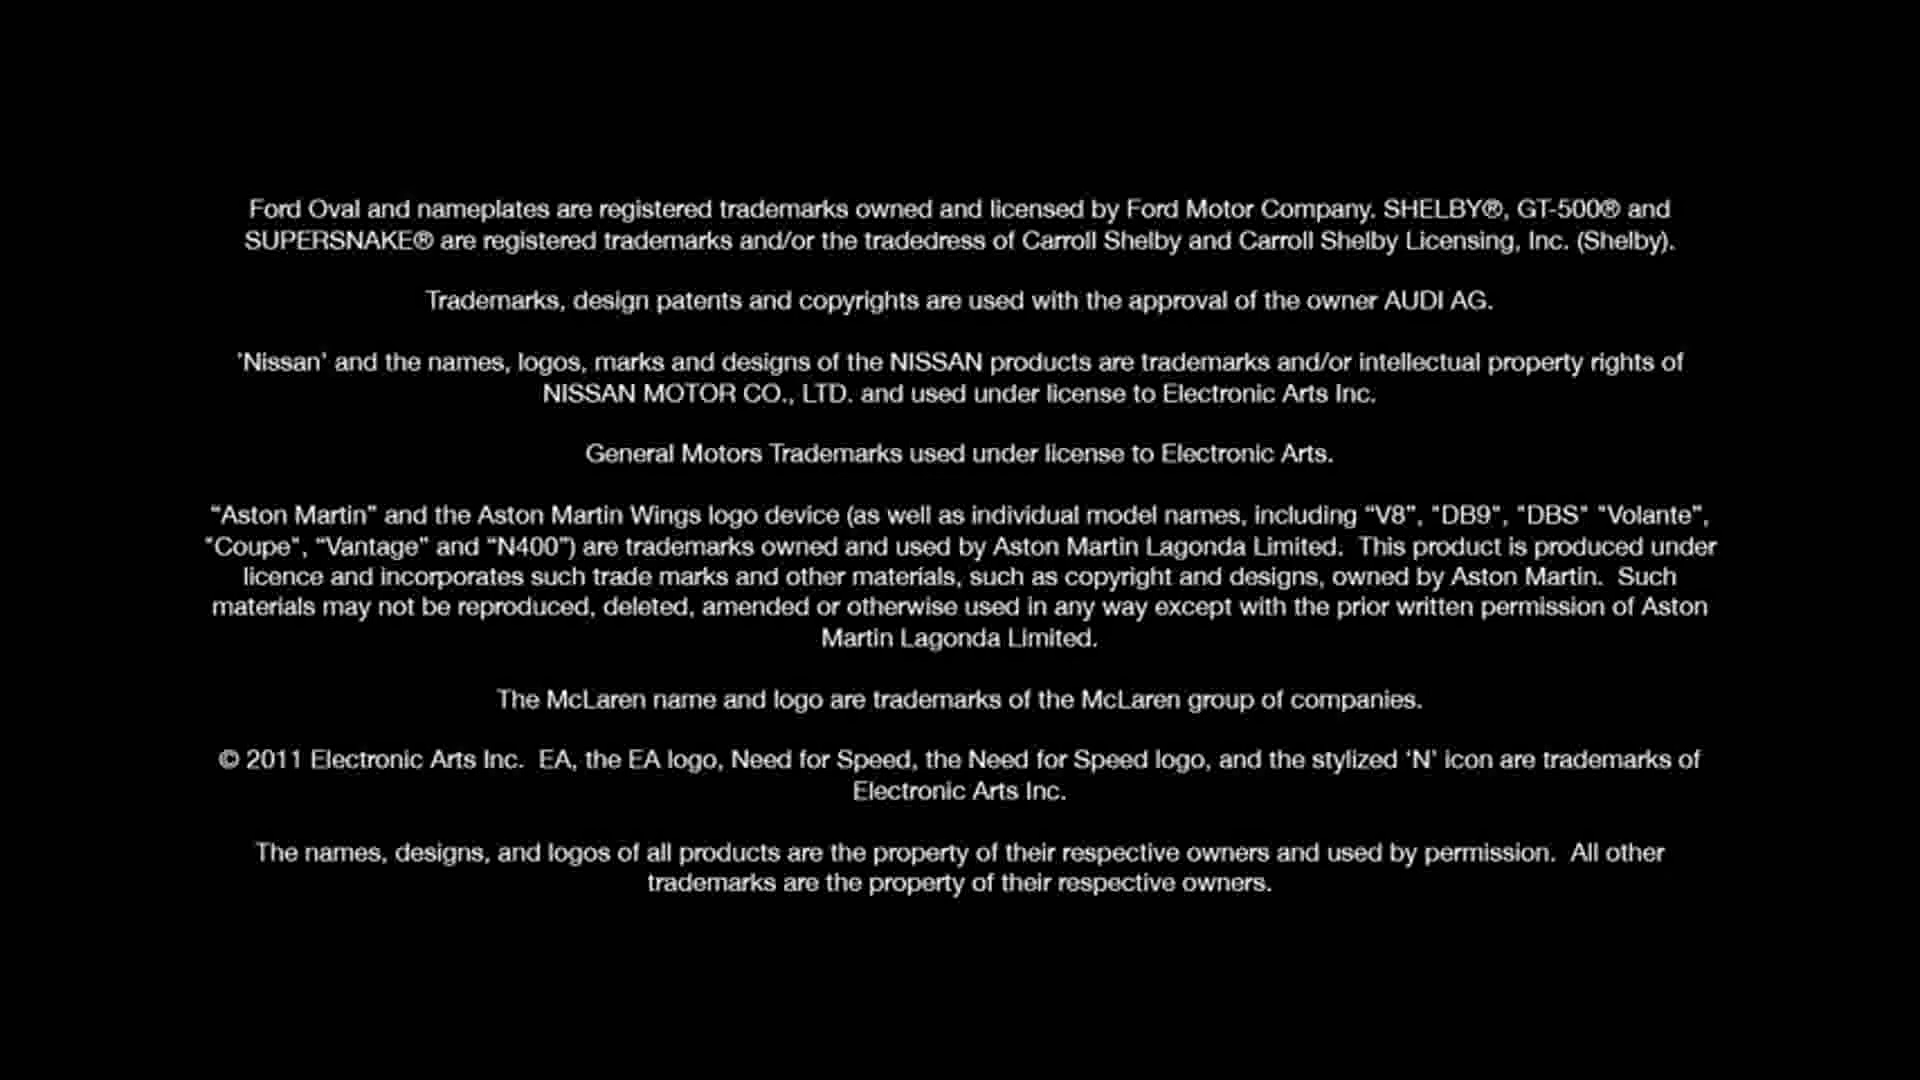 Ford Oval and nameplates are registered trademarks owned and licensed by Ford Motor Company. SHELBY®, GT-500® and
SUPERSNAKE® are registered trademarks and/or the tradedress of Carroll Shelby and Carroll Shelby Licensing, Inc. (Shelby).
Trademarks, design patents and copyrights are used with the approval of the owner AUDI AG.
'Nissan' and the names, logos, marks and designs of the NISSAN products are trademarks and/or intellectual property rights of
NISSAN MOTOR CO., LTD. and used under license to Electronic Arts Inc.
General Motors Trademarks used under license to Electronic Arts.
“Aston Martin” and the Aston Martin Wings logo device (as well as individual model names, including “V8”, "DB9", "DBS" "Volante",
"Coupe", “Vantage” and “N400”) are trademarks owned and used by Aston Martin Lagonda Limited.  This product is produced under
licence and incorporates such trade marks and other materials, such as copyright and designs, owned by Aston Martin.  Such
materials may not be reproduced, deleted, amended or otherwise used in any way except with the prior written permission of Aston
Martin Lagonda Limited.
The McLaren name and logo are trademarks of the McLaren group of companies.
© 2011 Electronic Arts Inc.  EA, the EA logo, Need for Speed, the Need for Speed logo, and the stylized ‘N’ icon are trademarks of
Electronic Arts Inc.
The names, designs, and logos of all products are the property of their respective owners and used by permission.  All other
trademarks are the property of their respective owners.